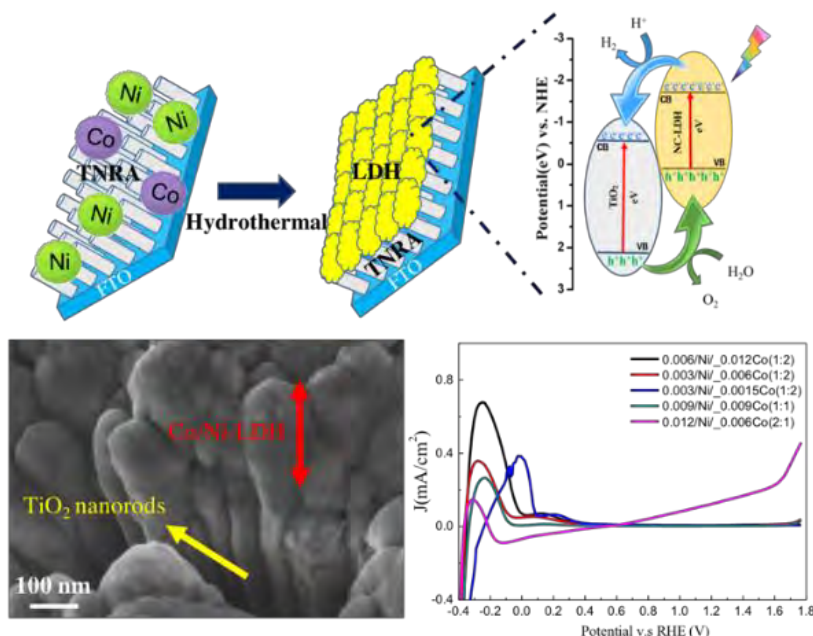 Ni
Ni
Co
TNRA
Co
Ni
Ni
FTO
Hydrothermal
LDH
TNRA
FTO
Potential(eV) vs. NHE
-3
-2
-1
0
1
2
3
H⁺
H₂
CB
TiO₂
eV
VB
h⁺h⁺h⁺
CB
NC-LDH
eV
VB
h⁺h⁺h⁺h⁺h⁺
H₂O
O₂
Co/Ni-LDH
TiO₂ nanorods
100 nm
J(mA/cm²)
0.8
0.4
0.0
-0.4
0.006/Ni/_0.012Co(1:2)
0.003/Ni/_0.006Co(1:2)
0.003/Ni/_0.0015Co(1:2)
0.009/Ni/_0.009Co(1:1)
0.012/Ni/_0.006Co(2:1)
-0.4 -0.2 0.0 0.2 0.4 0.6 0.8 1.0 1.2 1.4 1.6 1.8
Potential v.s RHE (V)